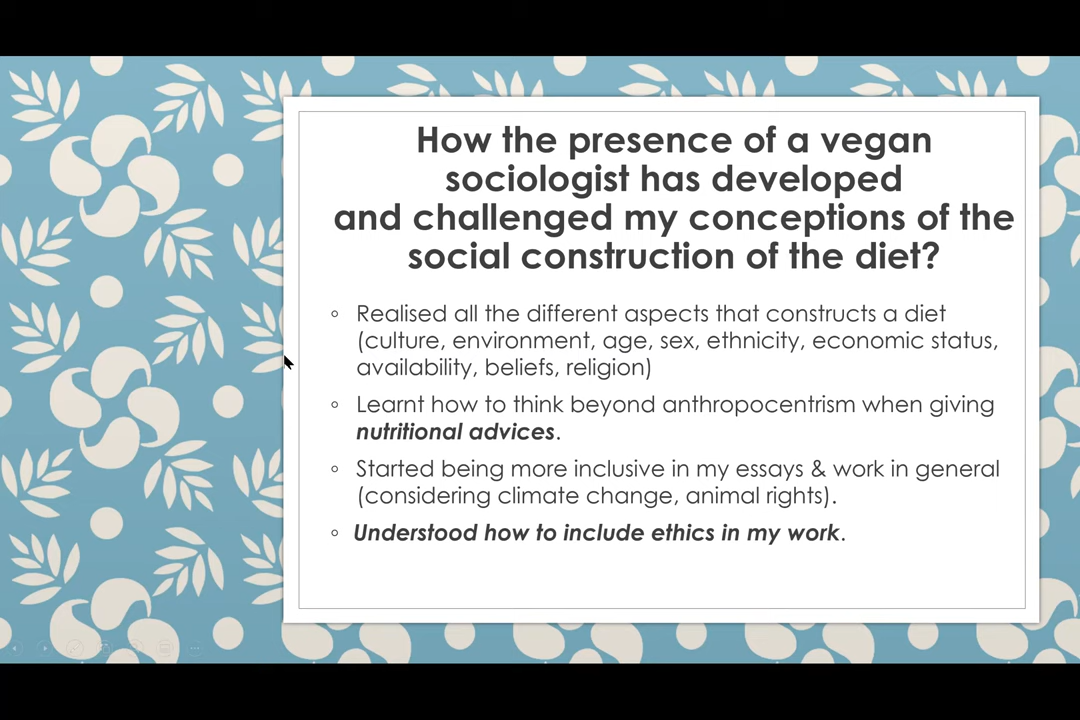 How the presence of a vegan
sociologist has developed
and challenged my conceptions of the
social construction of the diet?
◦ Realised all the different aspects that constructs a diet
(culture, environment, age, sex, ethnicity, economic status,
availability, beliefs, religion)
◦ Learnt how to think beyond anthropocentrism when giving
nutritional advices.
◦ Started being more inclusive in my essays & work in general
(considering climate change, animal rights).
◦ Understood how to include ethics in my work.